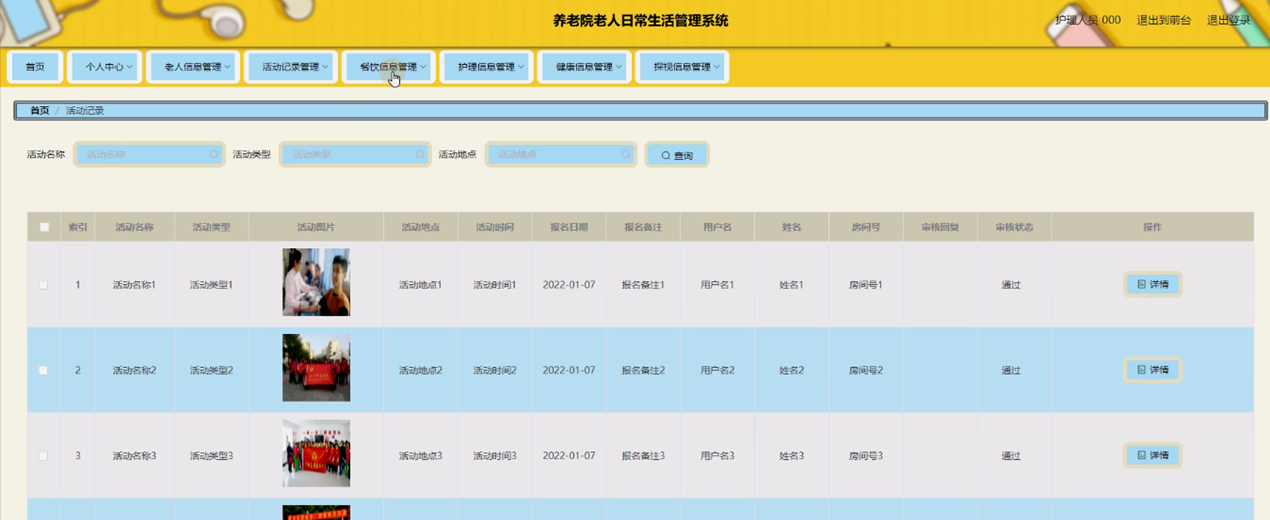 养老院老人日常生活管理系统
护理人员 000 退出到前台 退出登录
首页 个人中心 老人信息管理 活动记录管理 餐饮信息管理 护理信息管理 健康信息管理 探视信息管理
首页 / 活动记录
活动名称 活动名称 活动类型 活动类型 活动地点 活动地点 查询
索引 活动名称 活动类型 活动图片 活动地点 活动时间 报名日期 报名备注 用户名 姓名 房间号 审核回复 审核状态 操作
1 活动名称1 活动类型1 活动地点1 活动时间1 2022-01-07 报名备注1 用户名1 姓名1 房间号1 通过 详情
2 活动名称2 活动类型2 活动地点2 活动时间2 2022-01-07 报名备注2 用户名2 姓名2 房间号2 通过 详情
3 活动名称3 活动类型3 活动地点3 活动时间3 2022-01-07 报名备注3 用户名3 姓名3 房间号3 通过 详情